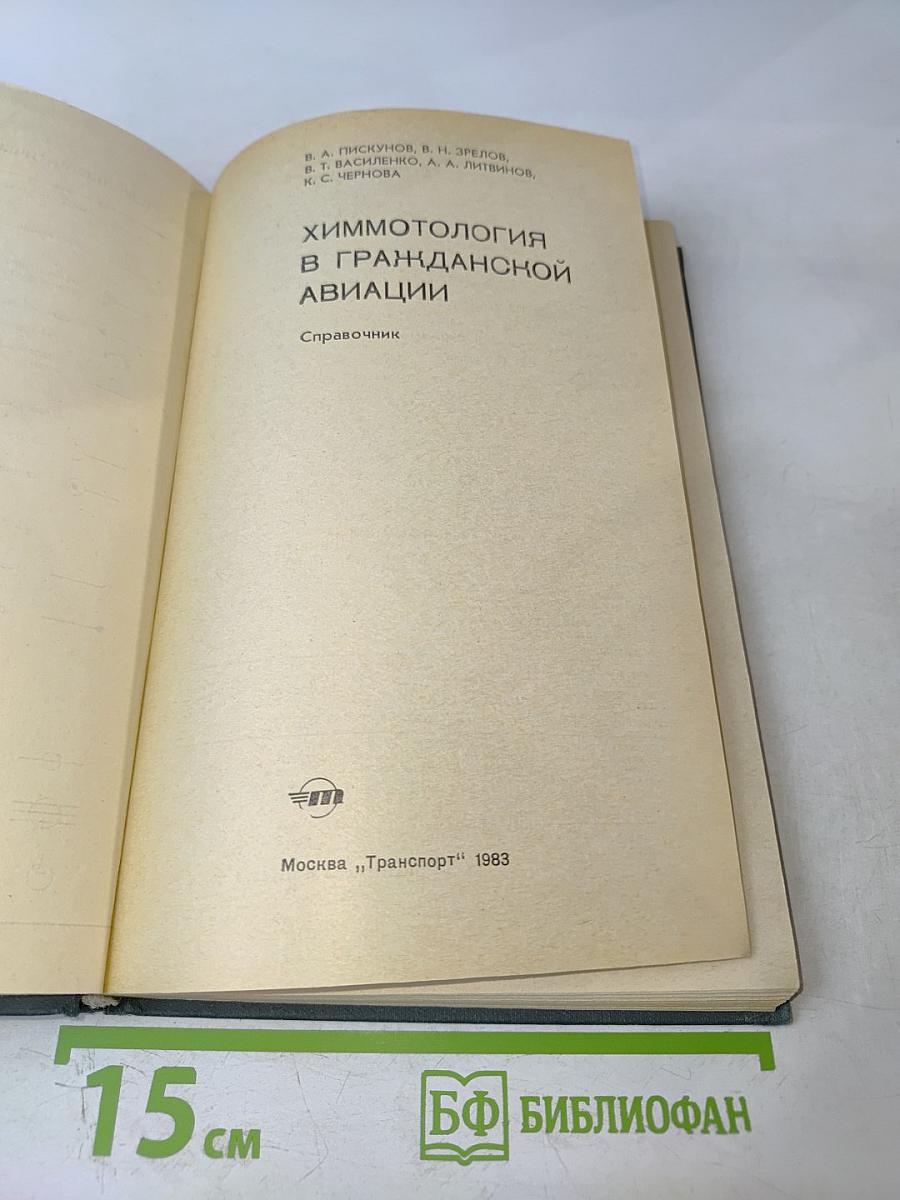 В. А. ПИСКУНОВ, В. Н. ЗРЕЛОВ,
В. Т. ВАСИЛЕНКО, А. А. ЛИТВИНОВ,
К. С. ЧЕРНОВА
ХИММОТОЛОГИЯ
В ГРАЖДАНСКОЙ
АВИАЦИИ
Справочник
m
Москва „Транспорт“ 1983
15 см
БФ БИБЛИОФАН